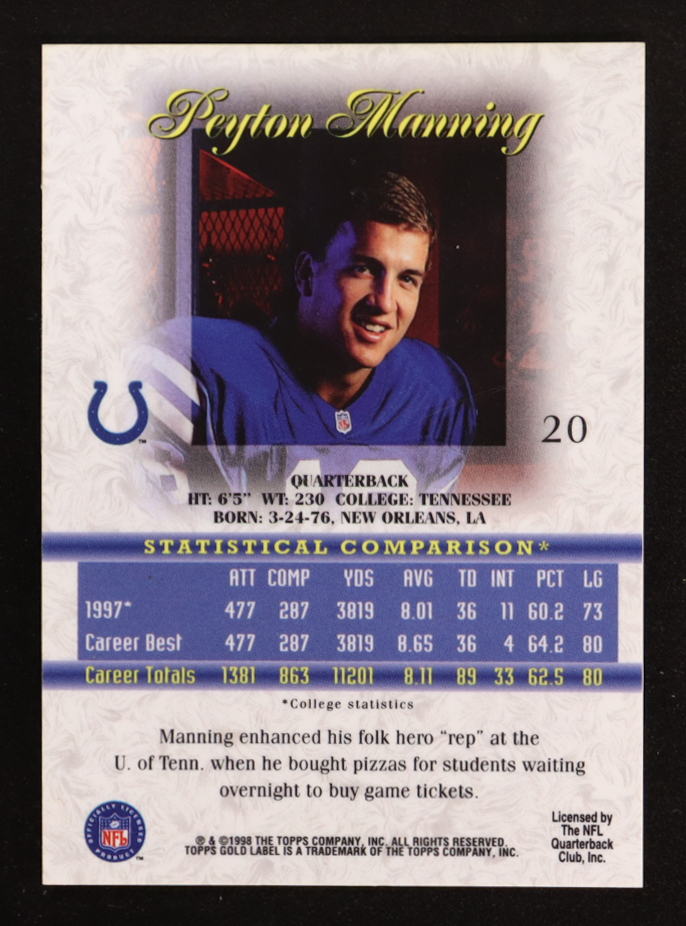 Peyton Manning
20
QUARTERBACK
HT: 6'5" WT: 230 COLLEGE: TENNESSEE
BORN: 3-24-76, NEW ORLEANS, LA
STATISTICAL COMPARISON*
ATT COMP YDS AVG TD INT PCT LG
1997* 477 287 3819 8.01 36 11 60.2 73
Career Best 477 287 3819 8.65 36 4 64.2 80
Career Totals 1381 863 11201 8.11 89 33 62.5 80
*College statistics
Manning enhanced his folk hero "rep" at the
U. of Tenn. when he bought pizzas for students waiting
overnight to buy game tickets.
OFFICIALLY LICENSED
NFL
PRODUCT
TM
℗ & ©1998 THE TOPPS COMPANY, INC. ALL RIGHTS RESERVED.
TOPPS GOLD LABEL IS A TRADEMARK OF THE TOPPS COMPANY, INC.
Licensed by
The NFL
Quarterback
Club, Inc.